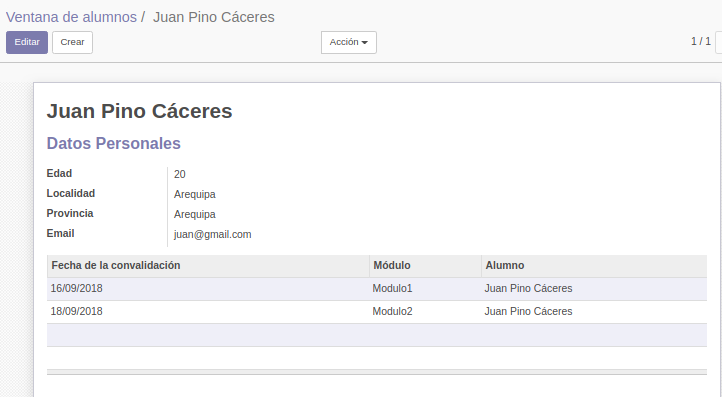 Ventana de alumnos / Juan Pino Cáceres
Editar Crear Acción 1 / 1
Juan Pino Cáceres
Datos Personales
Edad 20
Localidad Arequipa
Provincia Arequipa
Email juan@gmail.com
Fecha de la convalidación Módulo Alumno
16/09/2018 Modulo1 Juan Pino Cáceres
18/09/2018 Modulo2 Juan Pino Cáceres